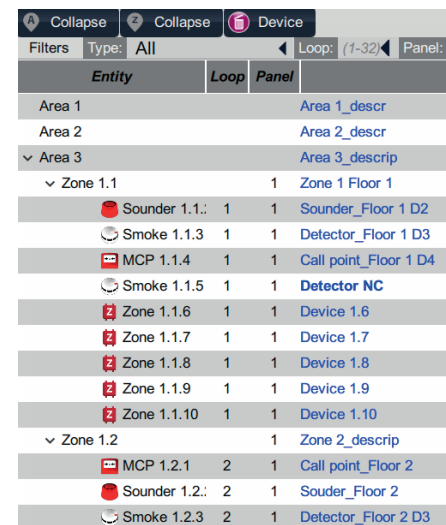 A Collapse Z Collapse Device
Filters Type: All Loop: (1-32) Panel:
Entity Loop Panel
Area 1 Area 1_descr
Area 2 Area 2_descr
Area 3 Area 3_descrip
Zone 1.1 1 Zone 1 Floor 1
Sounder 1.1.: 1 1 Sounder_Floor 1 D2
Smoke 1.1.3 1 1 Detector_Floor 1 D3
MCP 1.1.4 1 1 Call point_Floor 1 D4
Smoke 1.1.5 1 1 Detector NC
Z Zone 1.1.6 1 1 Device 1.6
Z Zone 1.1.7 1 1 Device 1.7
Z Zone 1.1.8 1 1 Device 1.8
Z Zone 1.1.9 1 1 Device 1.9
Z Zone 1.1.10 1 1 Device 1.10
Zone 1.2 1 Zone 2_descrip
MCP 1.2.1 2 1 Call point_Floor 2
Sounder 1.2.: 2 1 Souder_Floor 2
Smoke 1.2.3 2 1 Detector_Floor 2 D3